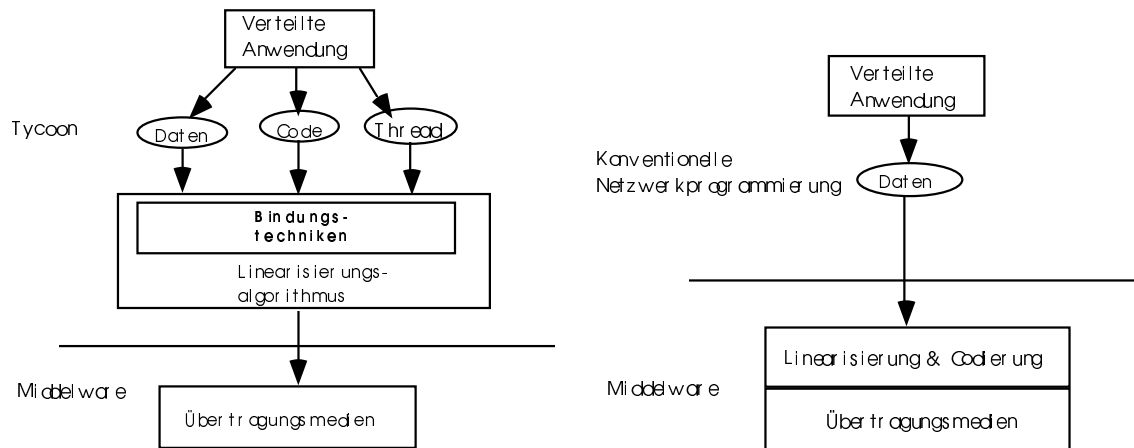 Verteilte
Anwendung
Tycoon
Daten
Code
Thread
Bindungs-
techniken
Linearisierungs-
algorithmus
Middelware
Übertragungsmedien
Verteilte
Anwendung
Konventionelle
Netzwerkprogrammierung
Daten
Linearisierung & Codierung
Middelware
Übertragungsmedien